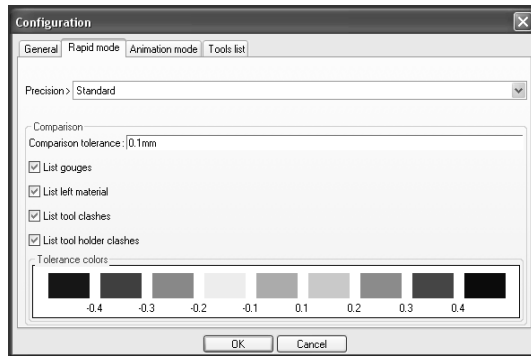 Configuration
General Rapid mode Animation mode Tools list
Precision > Standard
Comparison
Comparison tolerance : 0.1mm
List gouges
List left material
List tool clashes
List tool holder clashes
Tolerance colors
-0.4 -0.3 -0.2 -0.1 0.1 0.2 0.3 0.4
OK Cancel